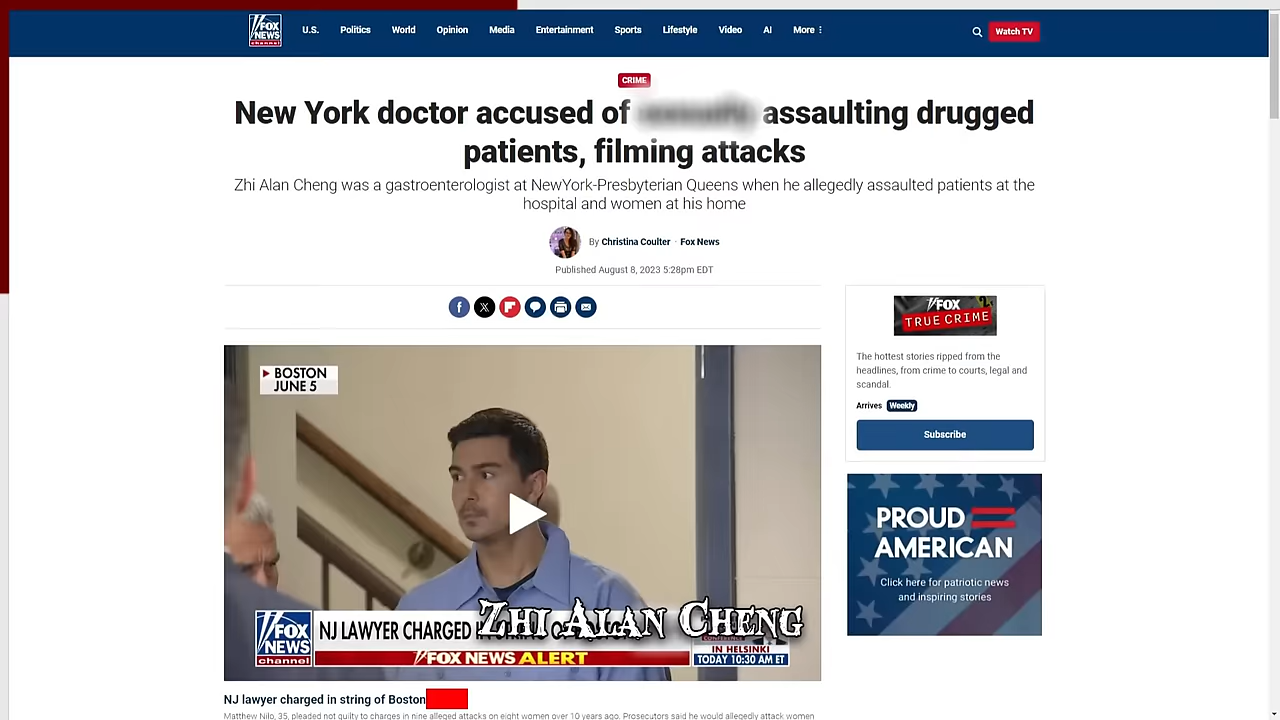 FOX
NEWS
channel
U.S. Politics World Opinion Media Entertainment Sports Lifestyle Video AI More
Watch TV
CRIME
New York doctor accused of assaulting drugged
patients, filming attacks
Zhi Alan Cheng was a gastroenterologist at NewYork-Presbyterian Queens when he allegedly assaulted patients at the
hospital and women at his home
By Christina Coulter · Fox News
Published August 8, 2023 5:28pm EDT
BOSTON
JUNE 5
NJ LAWYER CHARGED
ZHI ALAN CHENG
FOX
NEWS
channel
FOX NEWS ALERT
CONFERENCE
IN HELSINKI
TODAY 10:30 AM ET
NJ lawyer charged in string of Boston
Matthew Nilo, 35, pleaded not guilty to charges in nine alleged attacks on eight women over 10 years ago. Prosecutors said he would allegedly attack women
FOX
TRUE CRIME
The hottest stories ripped from the
headlines, from crime to courts, legal and
scandal.
Arrives Weekly
Subscribe
PROUD
AMERICAN
Click here for patriotic news
and inspiring stories